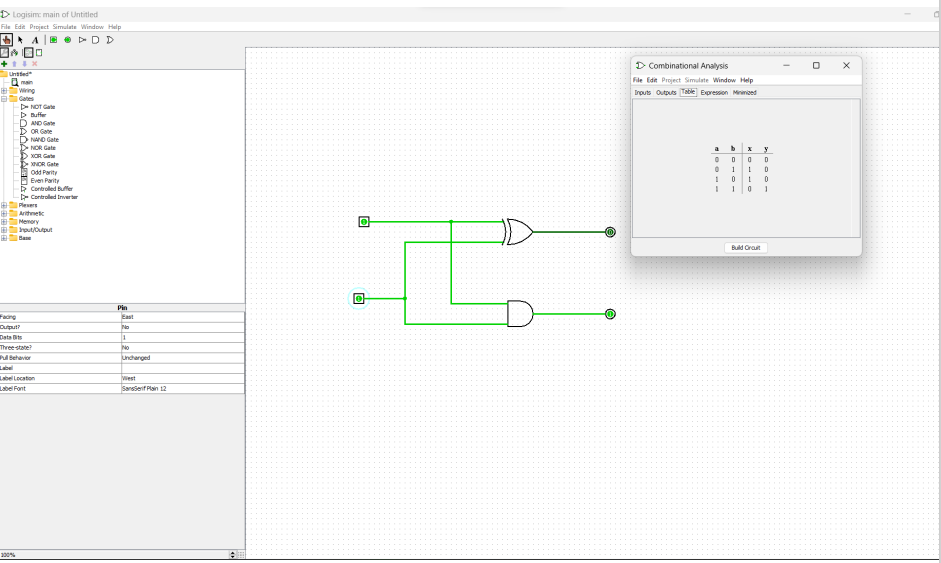 Logisim: main of Untitled
File Edit Project Simulate Window Help
A
Untitled*
main
Wiring
Gates
NOT Gate
Buffer
AND Gate
OR Gate
NAND Gate
NOR Gate
XOR Gate
XNOR Gate
Odd Parity
Even Parity
Controlled Buffer
Controlled Inverter
Plexers
Arithmetic
Memory
Input/Output
Base
Pin
Facing East
Output? No
Data Bits 1
Three-state? No
Pull Behavior Unchanged
Label
Label Location West
Label Font SansSerif Plain 12
100%
Combinational Analysis
File Edit Project Simulate Window Help
Inputs Outputs Table Expression Minimized
a b x y
0 0 0 0
0 1 1 0
1 0 1 0
1 1 0 1
Build Circuit